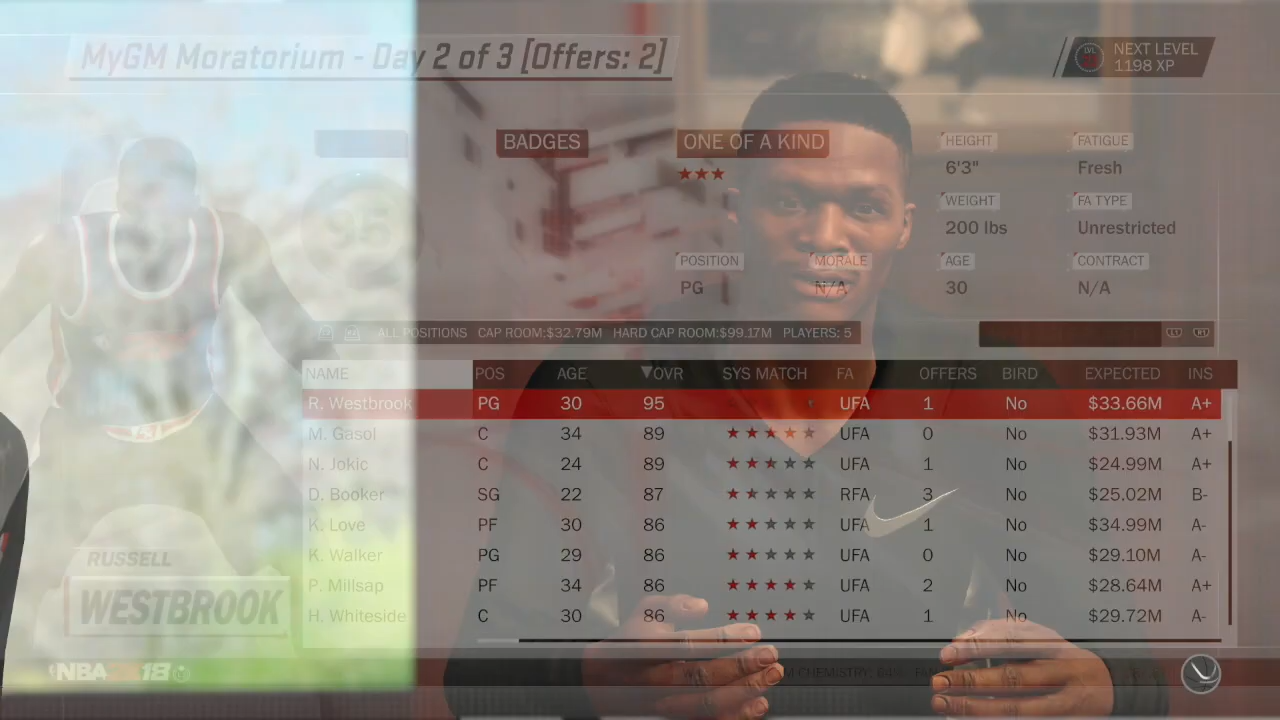 MyGM Moratorium - Day 2 of 3 [Offers: 2]
LVL
NEXT LEVEL
1198 XP
BADGES
ONE OF A KIND
HEIGHT
FATIGUE
6'3"
Fresh
WEIGHT
FA TYPE
200 lbs
Unrestricted
POSITION
MORALE
AGE
CONTRACT
PG
N/A
30
N/A
95
ALL POSITIONS CAP ROOM:$32.79M HARD CAP ROOM:$99.17M PLAYERS: 5
NAME POS AGE OVR SYS MATCH FA OFFERS BIRD EXPECTED INS
R. Westbrook PG 30 95 UFA 1 No $33.66M A+
M. Gasol C 34 89 UFA 0 No $31.93M A+
N. Jokic C 24 89 UFA 1 No $24.99M A+
D. Booker SG 22 87 RFA 3 No $25.02M B-
K. Love PF 30 86 UFA 1 No $34.99M A-
K. Walker PG 29 86 UFA 0 No $29.10M A-
P. Millsap PF 34 86 UFA 2 No $28.64M A+
H. Whiteside C 30 86 UFA 1 No $29.72M A-
RUSSELL
WESTBROOK
NBA 2K18
CHEMISTRY: 84%